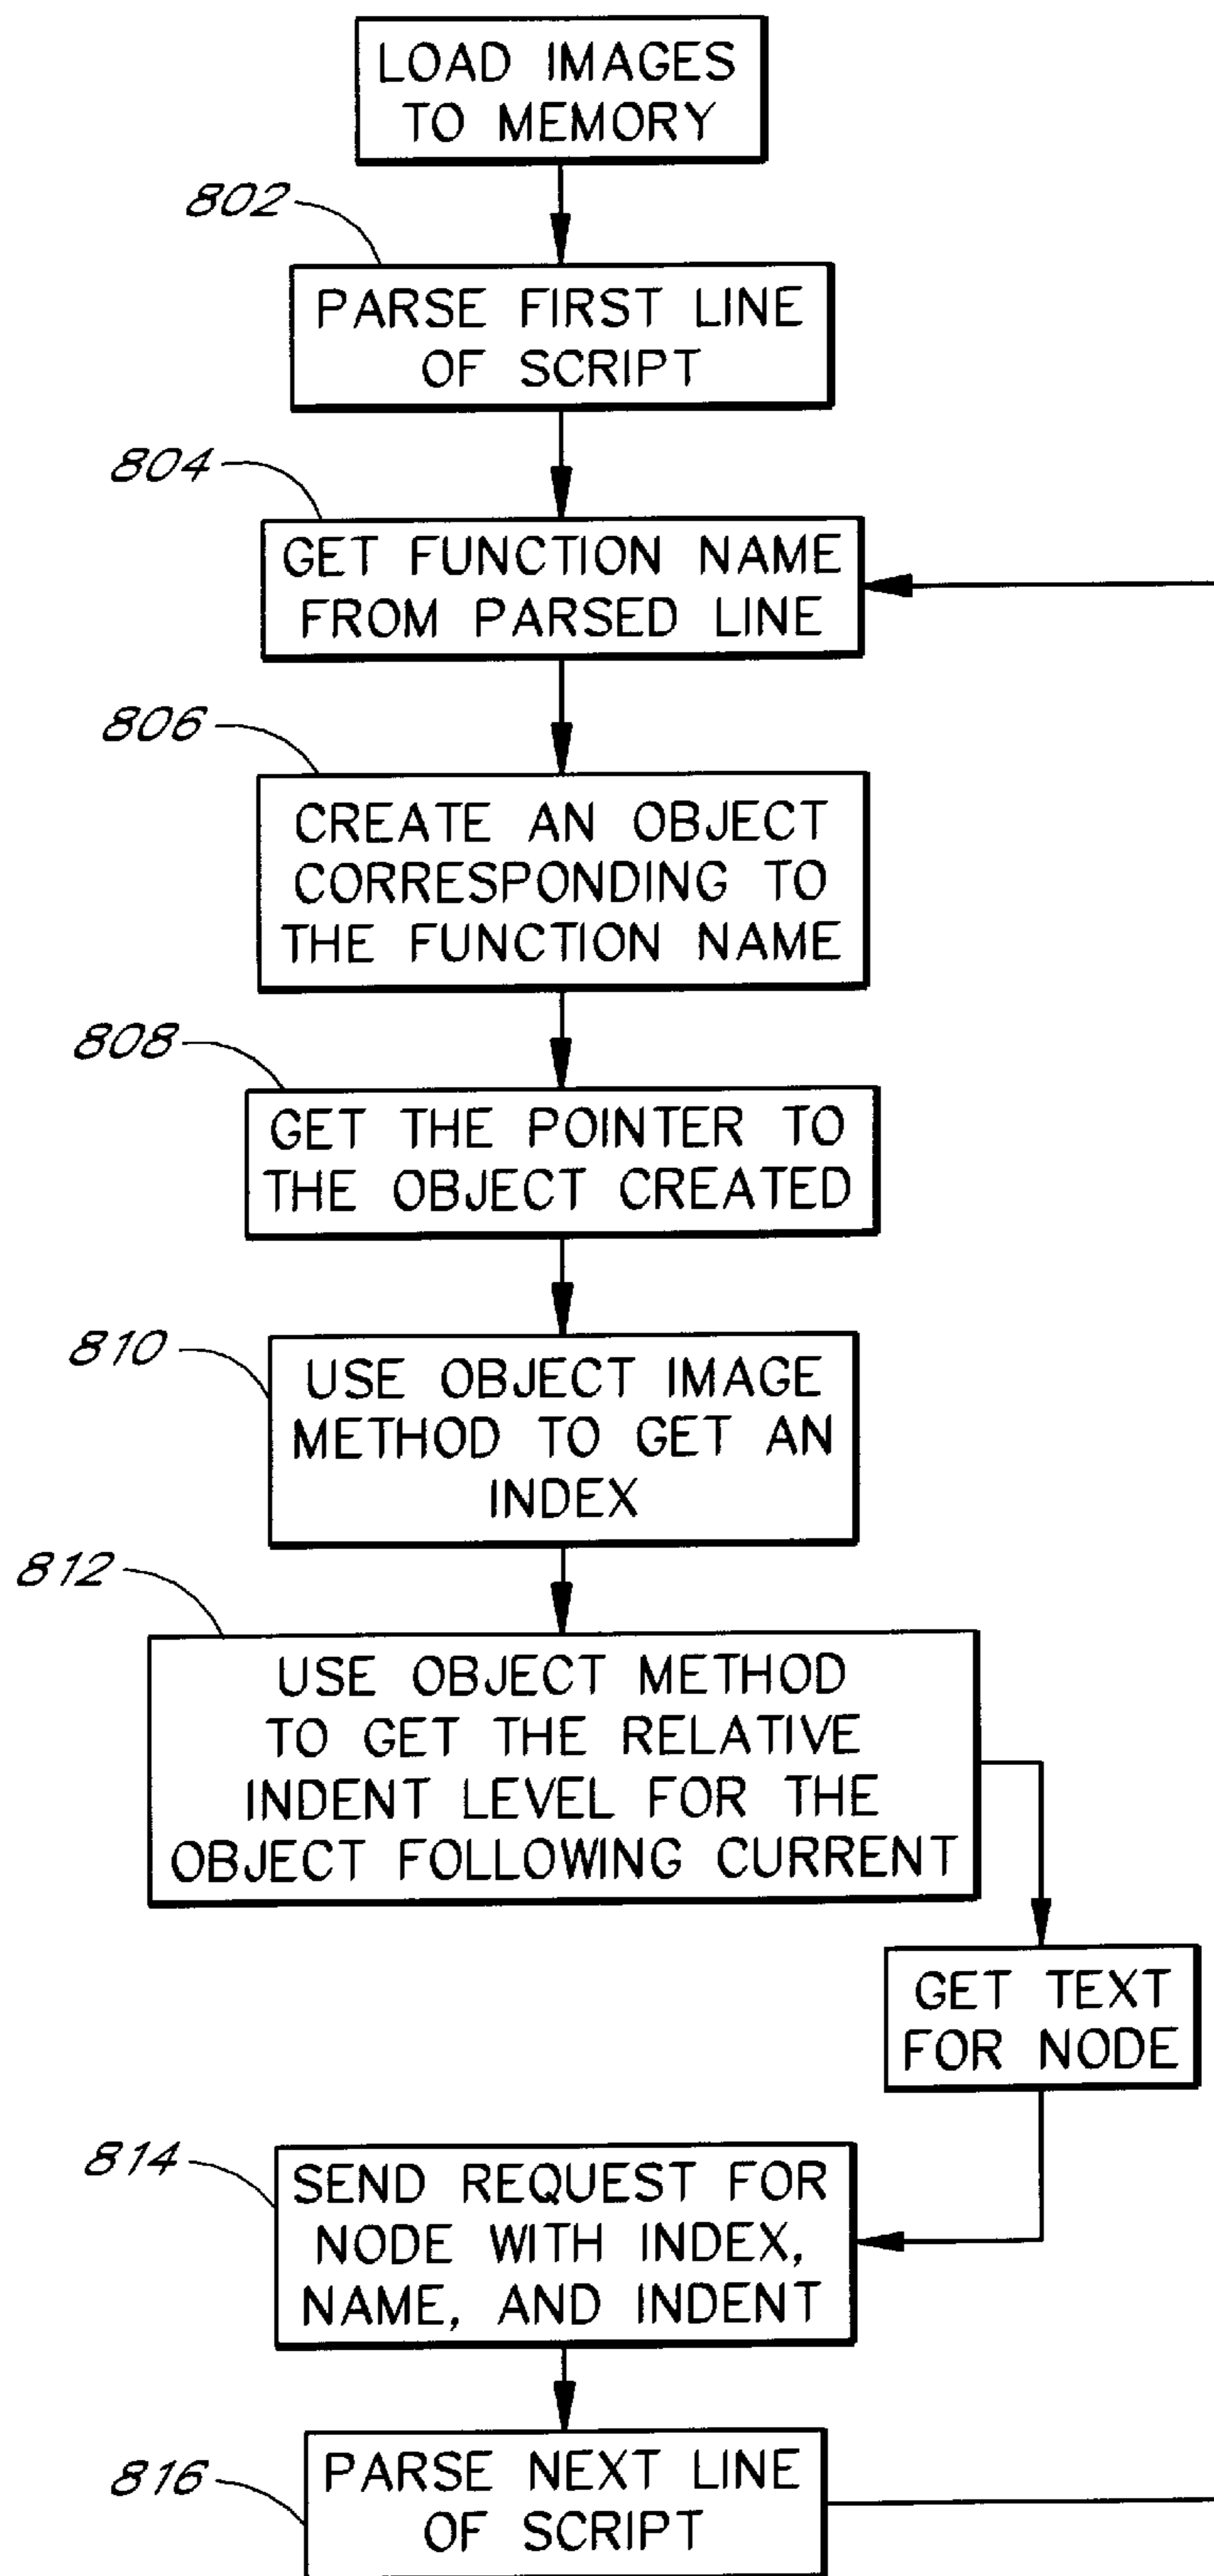 LOAD IMAGES
TO MEMORY
802
PARSE FIRST LINE
OF SCRIPT
804
GET FUNCTION NAME
FROM PARSED LINE
806
CREATE AN OBJECT
CORRESPONDING TO
THE FUNCTION NAME
808
GET THE POINTER TO
THE OBJECT CREATED
810
USE OBJECT IMAGE
METHOD TO GET AN
INDEX
812
USE OBJECT METHOD
TO GET THE RELATIVE
INDENT LEVEL FOR THE
OBJECT FOLLOWING CURRENT
GET TEXT
FOR NODE
814
SEND REQUEST FOR
NODE WITH INDEX,
NAME, AND INDENT
816
PARSE NEXT LINE
OF SCRIPT